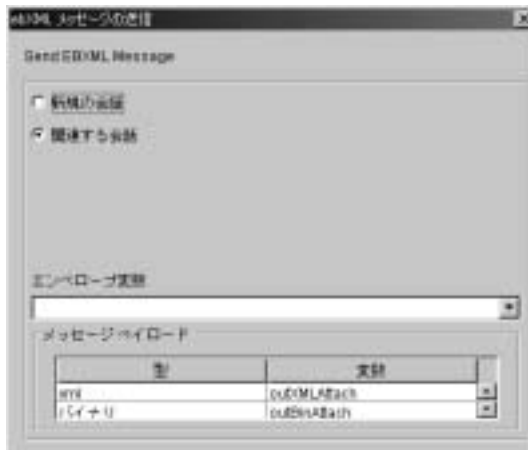 ebXML メッセージの送信
Send EBXML Message
新規の会話
関連する会話
エンベロープ変数
メッセージ ペイロード
型 変数
xml outXMLAttach
バイナリ outBinAttach